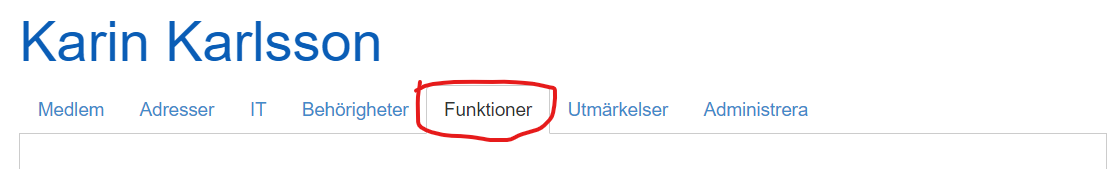 Karin Karlsson
Medlem Adresser IT Behörigheter Funktioner Utmärkelser Administrera